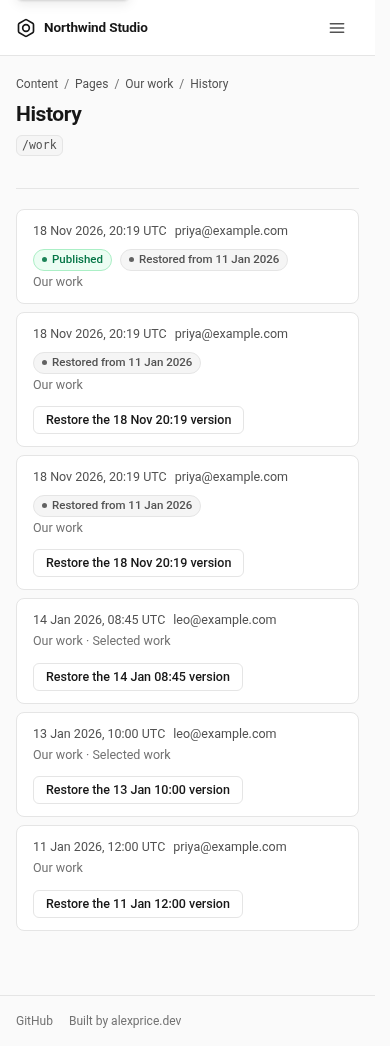 Northwind Studio
Content / Pages / Our work / History
History
/work
18 Nov 2026, 20:19 UTC priya@example.com
Published Restored from 11 Jan 2026
Our work
18 Nov 2026, 20:19 UTC priya@example.com
Restored from 11 Jan 2026
Our work
Restore the 18 Nov 20:19 version
18 Nov 2026, 20:19 UTC priya@example.com
Restored from 11 Jan 2026
Our work
Restore the 18 Nov 20:19 version
14 Jan 2026, 08:45 UTC leo@example.com
Our work · Selected work
Restore the 14 Jan 08:45 version
13 Jan 2026, 10:00 UTC leo@example.com
Our work · Selected work
Restore the 13 Jan 10:00 version
11 Jan 2026, 12:00 UTC priya@example.com
Our work
Restore the 11 Jan 12:00 version
GitHub Built by alexprice.dev